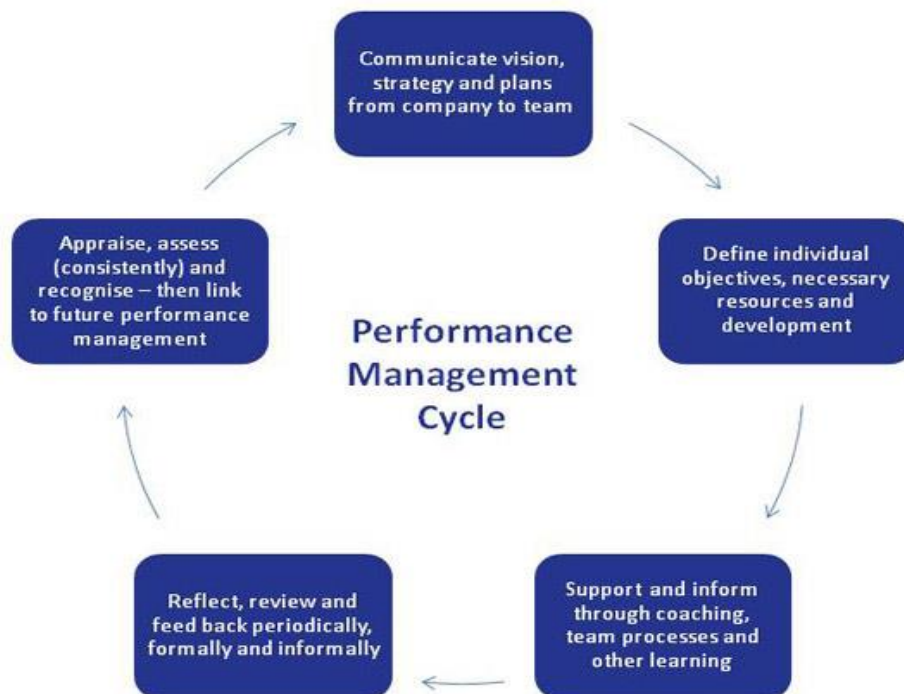 Communicate vision,
strategy and plans
from company to team
Define individual
objectives, necessary
resources and
development
Support and inform
through coaching,
team processes and
other learning
Reflect, review and
feed back periodically,
formally and informally
Appraise, assess
(consistently) and
recognise – then link
to future performance
management
Performance
Management
Cycle